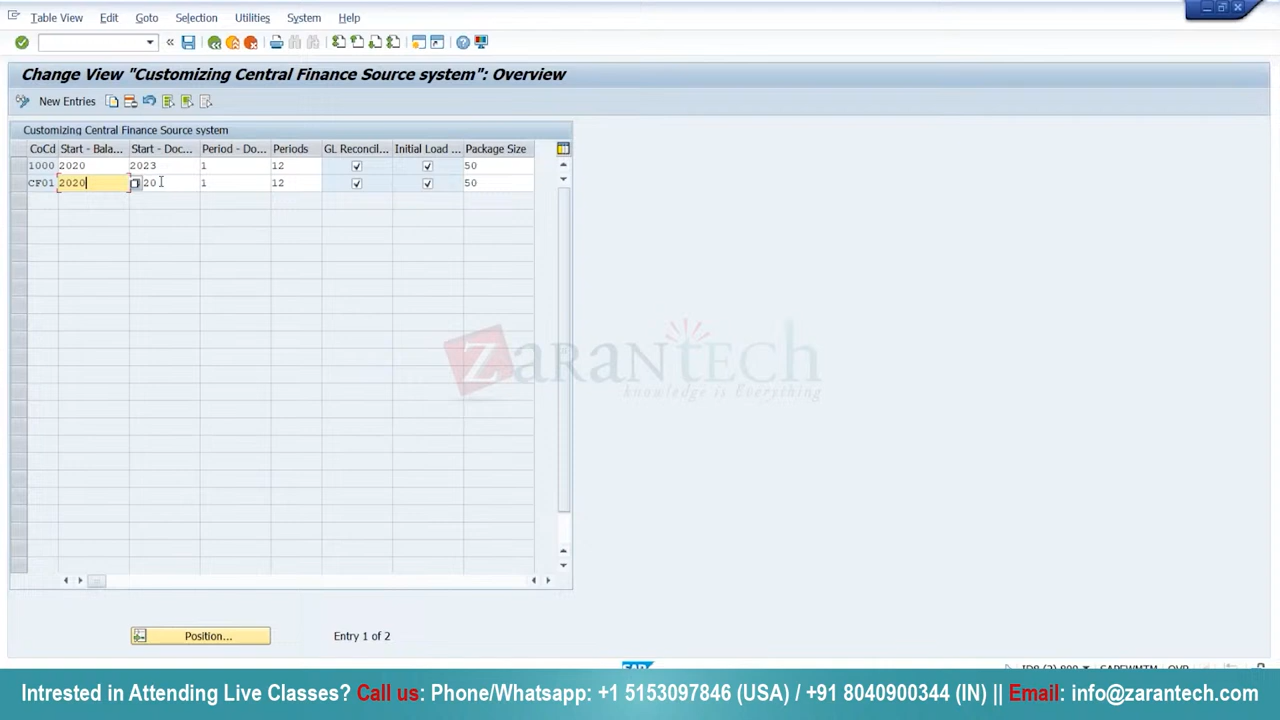 Table View Edit Goto Selection Utilities System Help
Change View "Customizing Central Finance Source system": Overview
New Entries
Customizing Central Finance Source system
CoCd Start - Bala... Start - Doc... Period - Do... Periods GL Reconcil... Initial Load ... Package Size
1000 2020 2023 1 12 50
CF01 2020 20 1 12 50
ZaranTech
knowledge is Everything
Position... Entry 1 of 2
SAP
Intrested in Attending Live Classes? Call us: Phone/Whatsapp: +1 5153097846 (USA) / +91 8040900344 (IN) || Email: info@zarantech.com